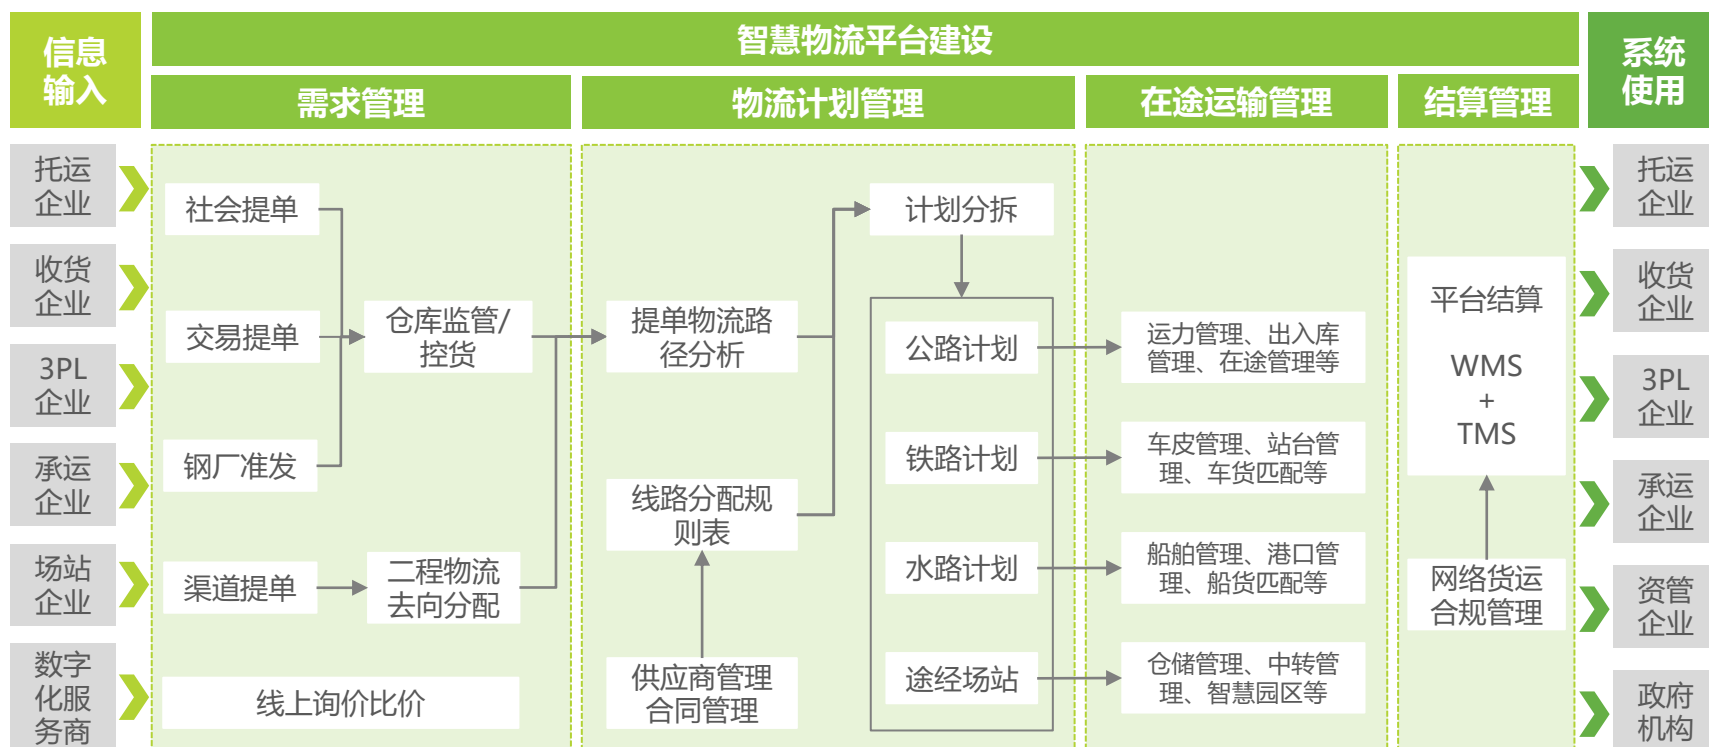 信息
输入
智慧物流平台建设
系统
使用
需求管理
物流计划管理
在途运输管理
结算管理
托运
企业
收货
企业
3PL
企业
承运
企业
场站
企业
数字
化服
务商
社会提单
交易提单
钢厂准发
仓库监管/
控货
渠道提单
二程物流
去向分配
线上询价比价
提单物流路
径分析
线路分配规
则表
供应商管理
合同管理
计划分拆
公路计划
铁路计划
水路计划
途经场站
运力管理、出入库
管理、在途管理等
车皮管理、站台管
理、车货匹配等
船舶管理、港口管
理、船货匹配等
仓储管理、中转管
理、智慧园区等
平台结算
WMS
+
TMS
网络货运
合规管理
托运
企业
收货
企业
3PL
企业
承运
企业
资管
企业
政府
机构